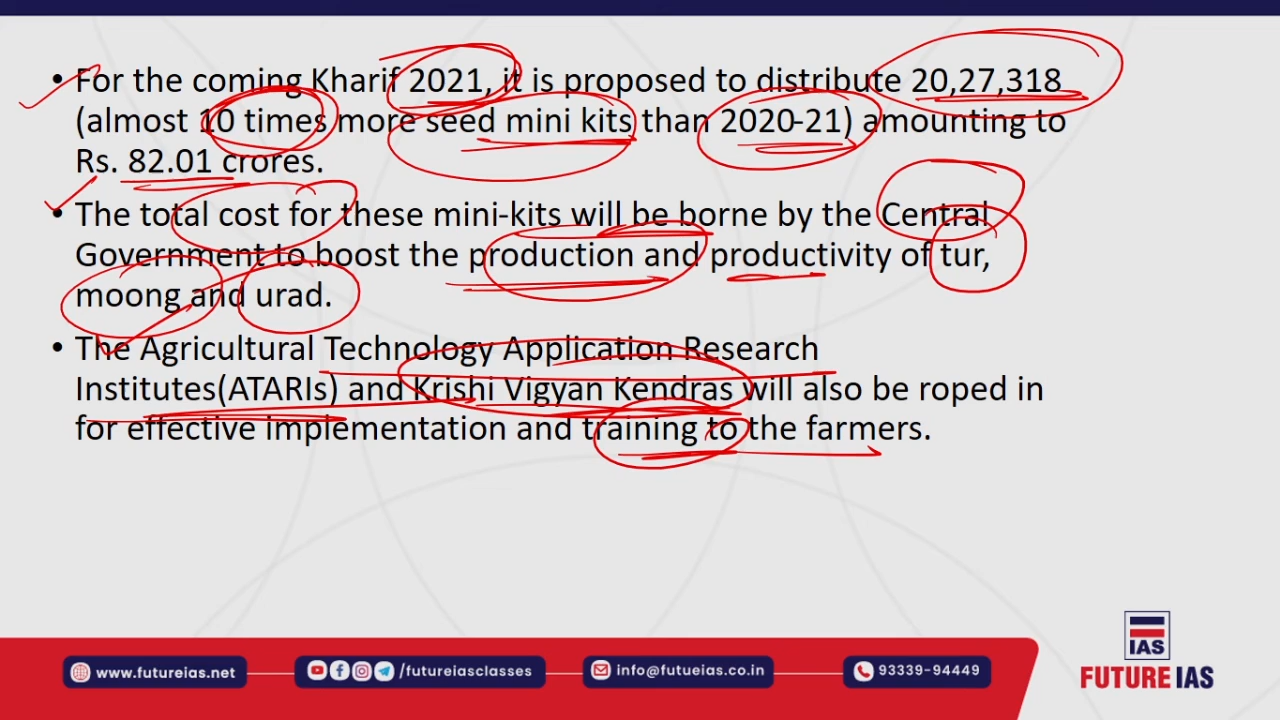 • For the coming Kharif 2021, it is proposed to distribute 20,27,318
(almost 10 times more seed mini kits than 2020-21) amounting to
Rs. 82.01 crores.
• The total cost for these mini-kits will be borne by the Central
Government to boost the production and productivity of tur,
moong and urad.
• The Agricultural Technology Application Research
Institutes(ATARIs) and Krishi Vigyan Kendras will also be roped in
for effective implementation and training to the farmers.
IAS
FUTURE IAS
www.futureias.net
/futureiasclasses
info@futueias.co.in
93339-94449